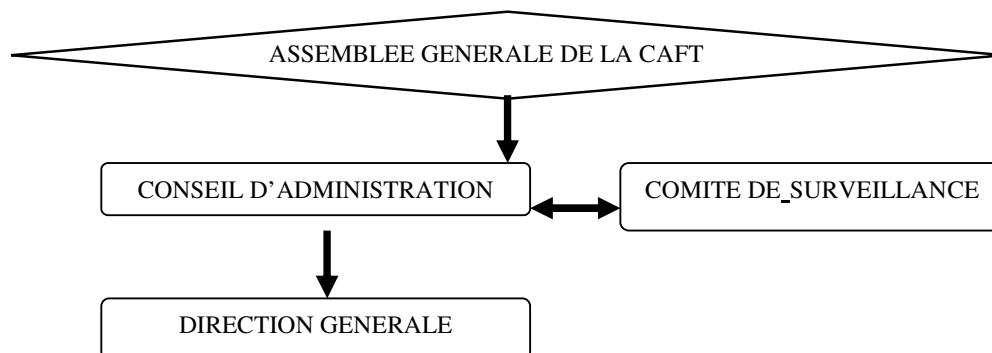 ASSEMBLEE GENERALE DE LA CAFT
CONSEIL D’ADMINISTRATION
COMITE DE SURVEILLANCE
DIRECTION GENERALE